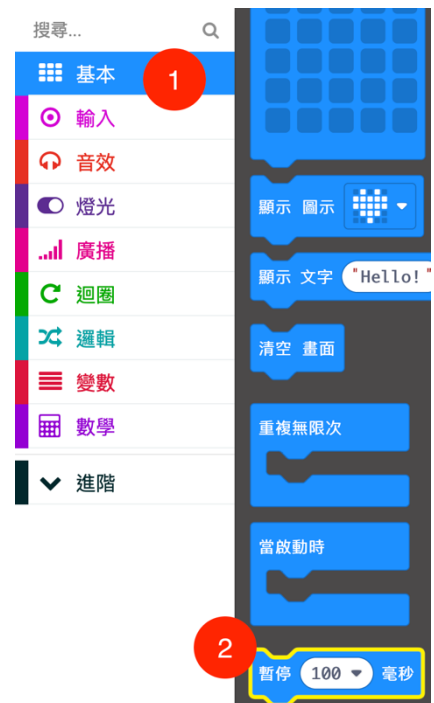 搜尋...
基本
1
輸入
音效
燈光
廣播
迴圈
邏輯
變數
數學
進階
顯示 圖示
顯示 文字 "Hello!"
清空 畫面
重複無限次
當啟動時
2
暫停 100 毫秒